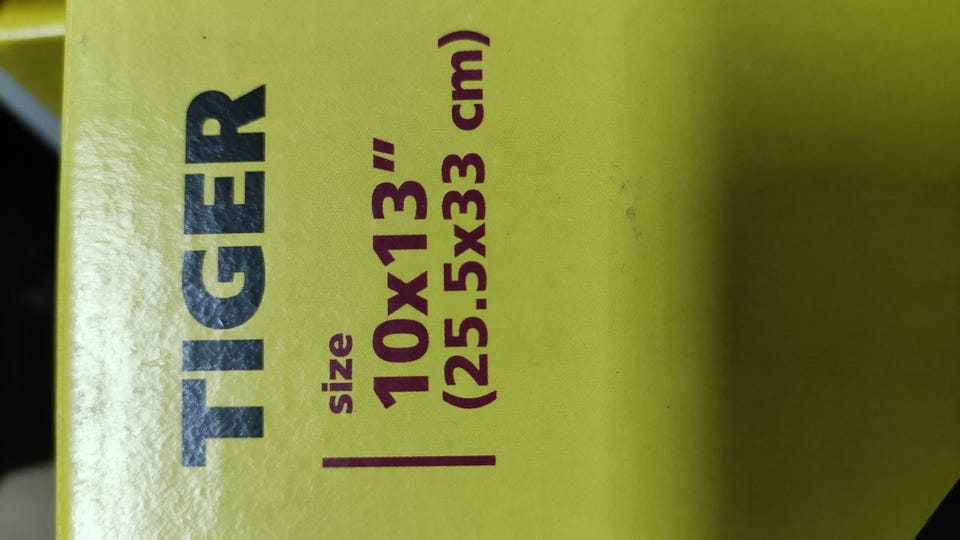 TIGER
size
10x13”
(25.5x33 cm)